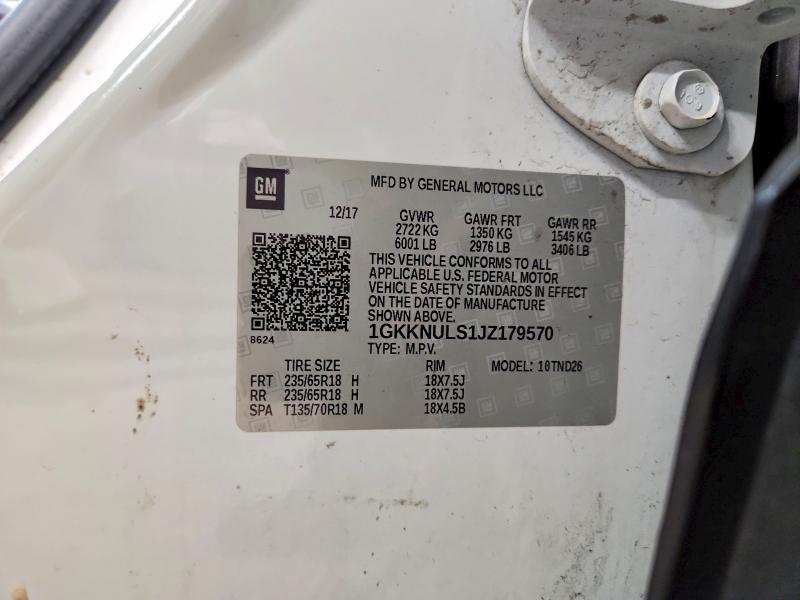 GM
MFD BY GENERAL MOTORS LLC
12/17
GVWR GAWR FRT GAWR RR
2722 KG 1350 KG 1545 KG
6001 LB 2976 LB 3406 LB
THIS VEHICLE CONFORMS TO ALL
APPLICABLE U.S. FEDERAL MOTOR
VEHICLE SAFETY STANDARDS IN EFFECT
ON THE DATE OF MANUFACTURE
SHOWN ABOVE.
8624
1GKKNULS1JZ179570
TYPE: M.P.V.
TIRE SIZE RIM MODEL: 10TND26
FRT 235/65R18 H 18X7.5J
RR 235/65R18 H 18X7.5J
SPA T135/70R18 M 18X4.5B